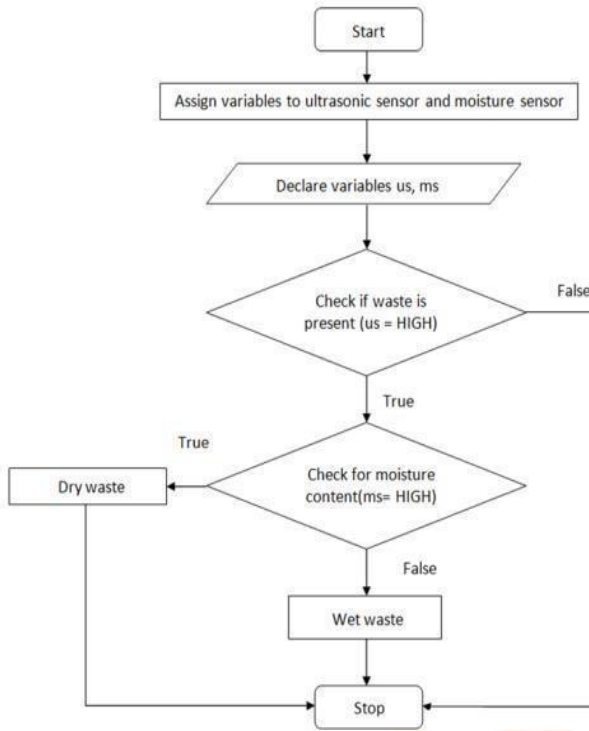 Start
Assign variables to ultrasonic sensor and moisture sensor
Declare variables us, ms
Check if waste is
present (us = HIGH)
False
True
True
Check for moisture
content(ms= HIGH)
Dry waste
False
Wet waste
Stop